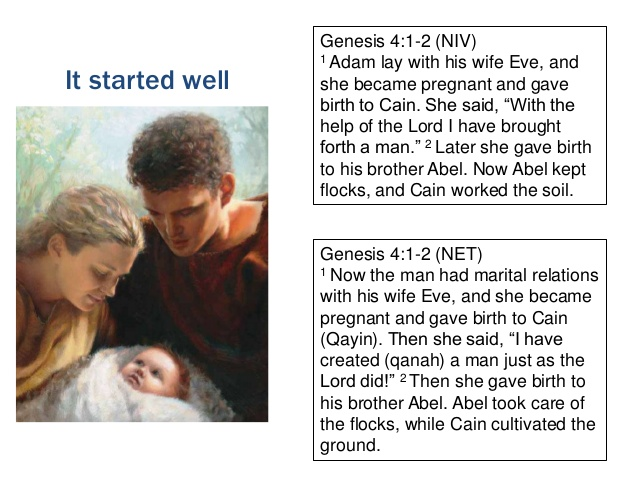 It started well
Genesis 4:1-2 (NIV)
1 Adam lay with his wife Eve, and
she became pregnant and gave
birth to Cain. She said, “With the
help of the Lord I have brought
forth a man.” 2 Later she gave birth
to his brother Abel. Now Abel kept
flocks, and Cain worked the soil.
Genesis 4:1-2 (NET)
1 Now the man had marital relations
with his wife Eve, and she became
pregnant and gave birth to Cain
(Qayin). Then she said, “I have
created (qanah) a man just as the
Lord did!” 2 Then she gave birth to
his brother Abel. Abel took care of
the flocks, while Cain cultivated the
ground.